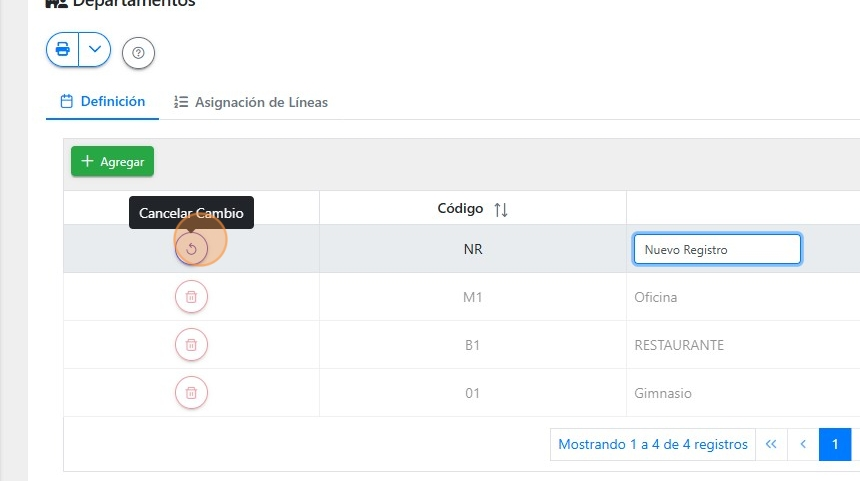 Departamentos
Definición
Asignación de Líneas
+ Agregar
Cancelar Cambio
Código
NR
Nuevo Registro
M1
Oficina
B1
RESTAURANTE
01
Gimnasio
Mostrando 1 a 4 de 4 registros
« ‹ 1